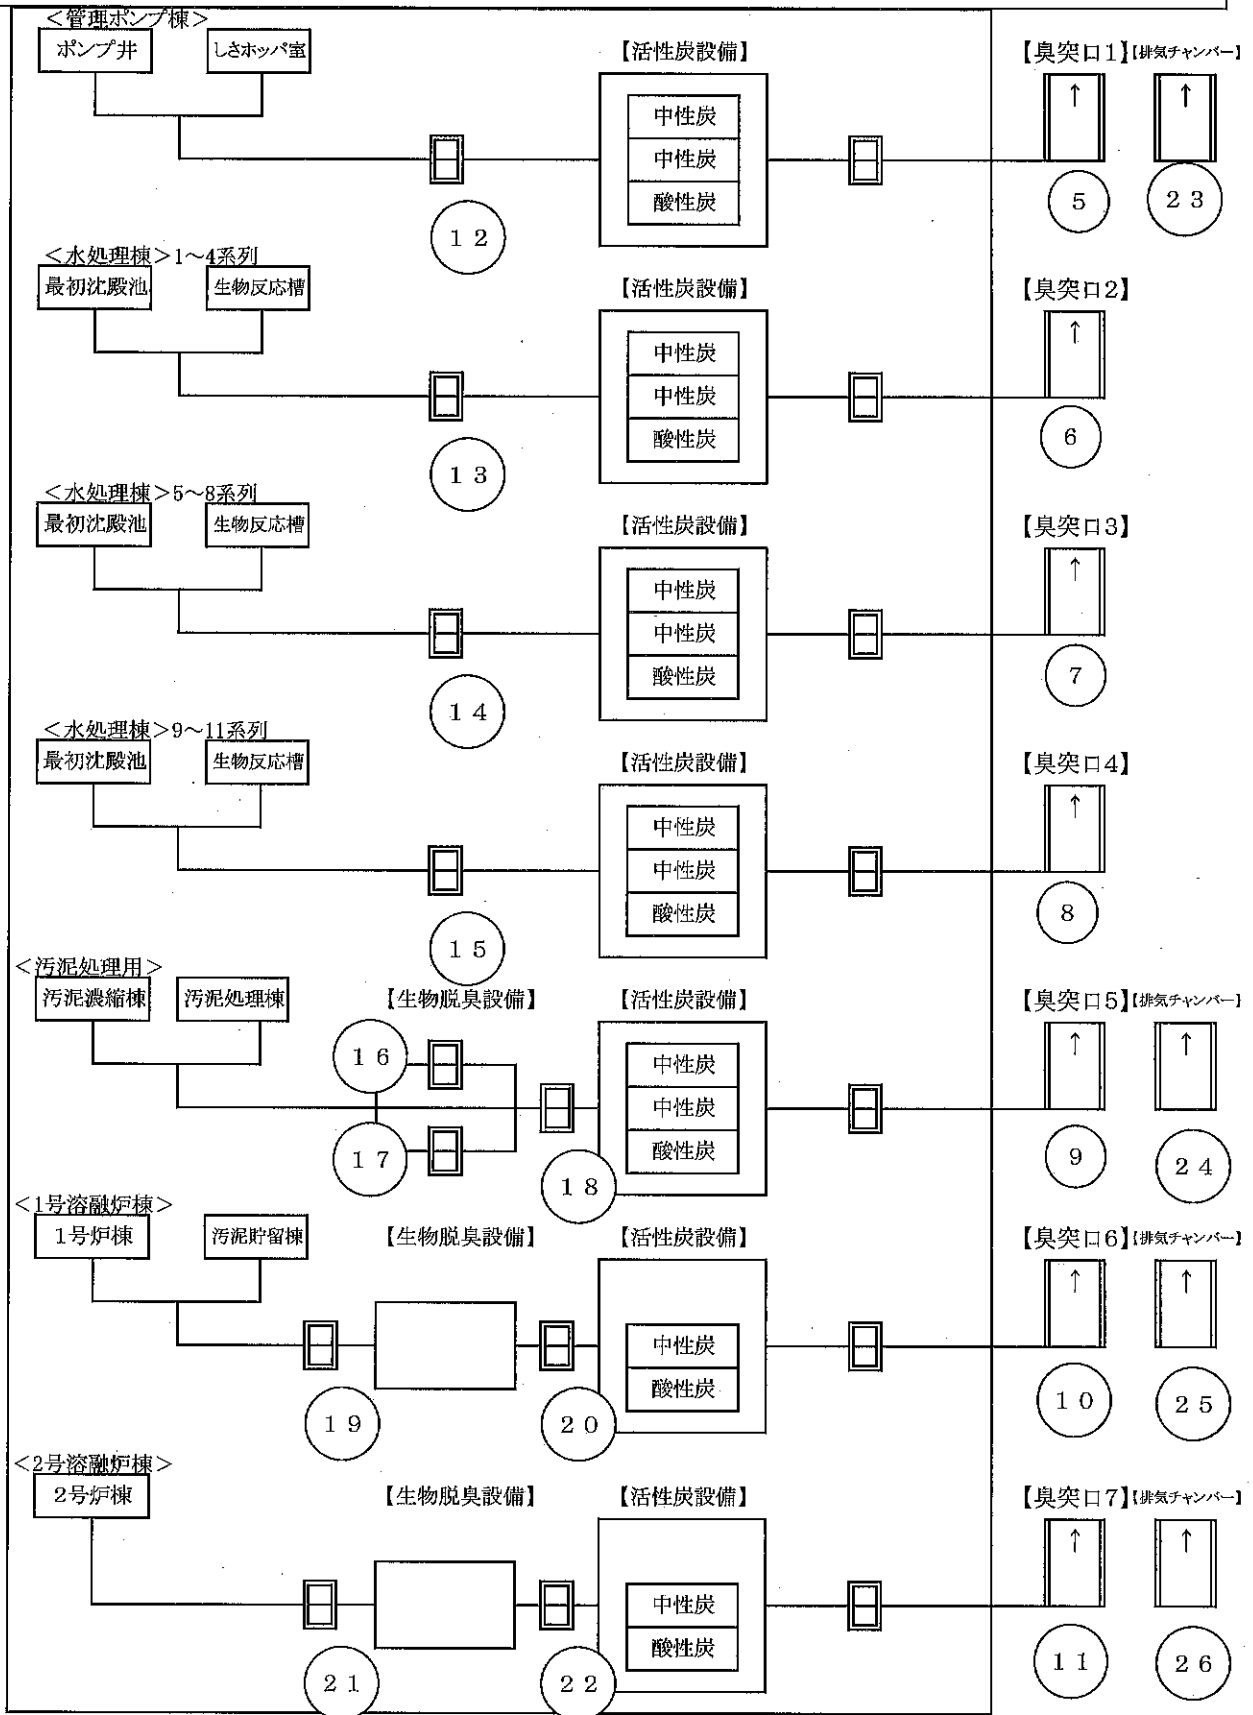 ＜管理ポンプ棟＞
ポンプ井 しさホッパ室 【活性炭設備】 【臭突口1】 【排気チャンバー】
中性炭 ↑ ↑
中性炭
酸性炭 5 23
12
＜水処理棟＞1～4系列
最初沈殿池 生物反応槽 【活性炭設備】 【臭突口2】
中性炭 ↑
中性炭
酸性炭 6
13
＜水処理棟＞5～8系列
最初沈殿池 生物反応槽 【活性炭設備】 【臭突口3】
中性炭 ↑
中性炭
酸性炭 7
14
＜水処理棟＞9～11系列
最初沈殿池 生物反応槽 【活性炭設備】 【臭突口4】
中性炭 ↑
中性炭
酸性炭 8
15
＜汚泥処理用＞
汚泥濃縮棟 汚泥処理棟 【生物脱臭設備】 【活性炭設備】 【臭突口5】 【排気チャンバー】
16 中性炭 ↑ ↑
中性炭
17 酸性炭 9 24
18
＜1号溶融炉棟＞
1号炉棟 汚泥貯留棟 【生物脱臭設備】 【活性炭設備】 【臭突口6】 【排気チャンバー】
↑ ↑
中性炭
酸性炭 10 25
19 20
＜2号溶融炉棟＞
2号炉棟 【生物脱臭設備】 【活性炭設備】 【臭突口7】 【排気チャンバー】
↑ ↑
中性炭
酸性炭 11 26
21 22